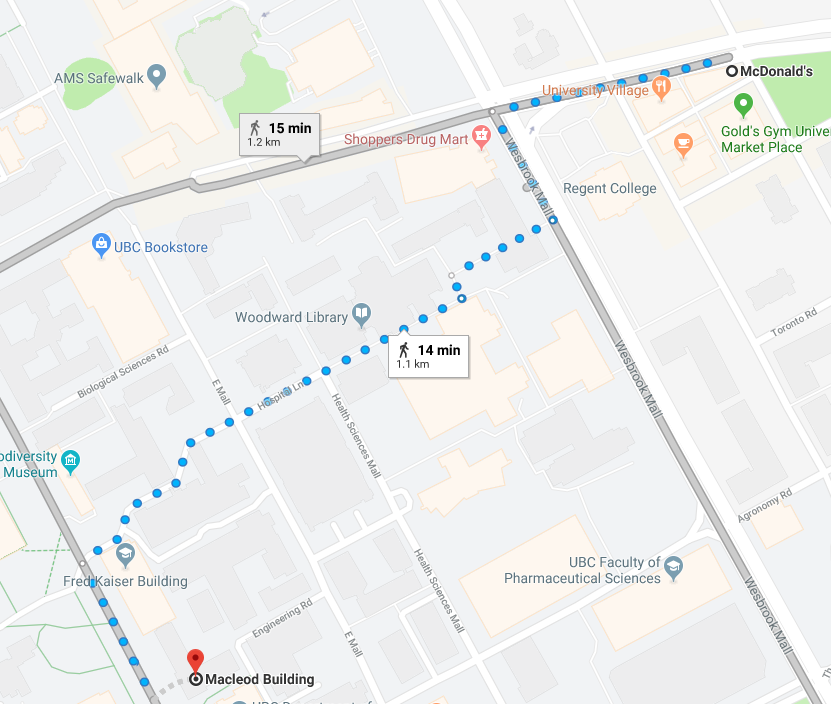 McDonald's
AMS Safewalk
University Village
15 min
1.2 km
Gold's Gym Unive
Market Place
Shoppers Drug Mart
Wesbrook Mall
Regent College
UBC Bookstore
Woodward Library
Toronto Rd
14 min
1.1 km
Biological Sciences Rd
E Mall
Hospital Ln
Health Sciences Mall
Wesbrook Mall
odiversity
Museum
Agronomy Rd
Fred Kaiser Building
Health Sciences Mall
UBC Faculty of
Pharmaceutical Sciences
Wesbrook Mall
Engineering Rd
E Mall
Macleod Building
Th